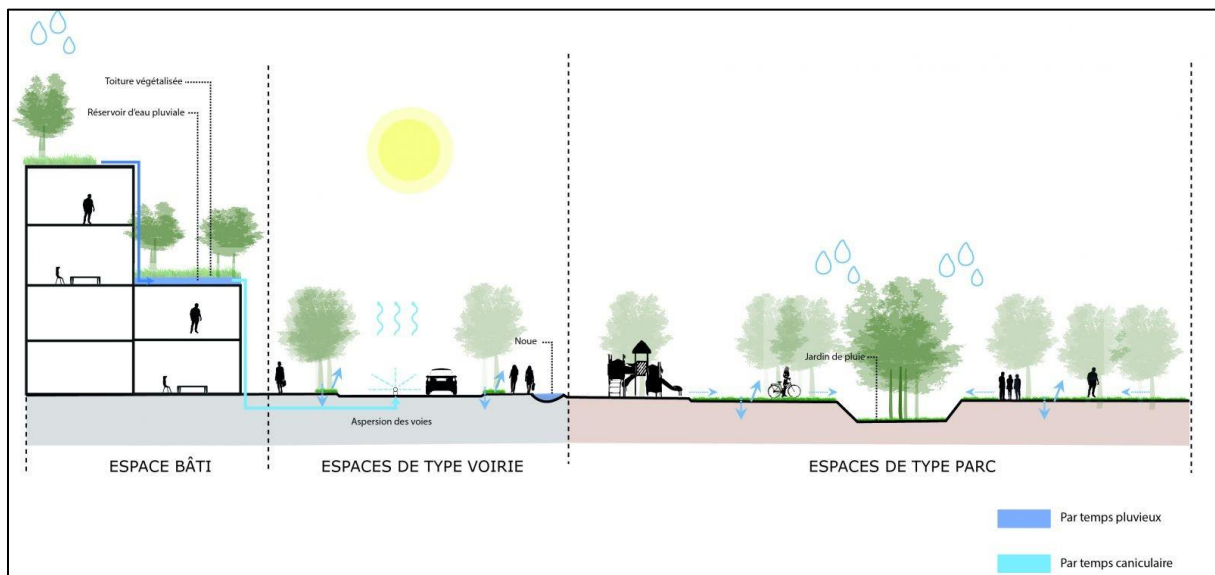 Toiture végétalisée
Réservoir d'eau pluviale
Noue
Jardin de pluie
Aspersion des voies
ESPACE BÂTI
ESPACES DE TYPE VOIRIE
ESPACES DE TYPE PARC
Par temps pluvieux
Par temps caniculaire